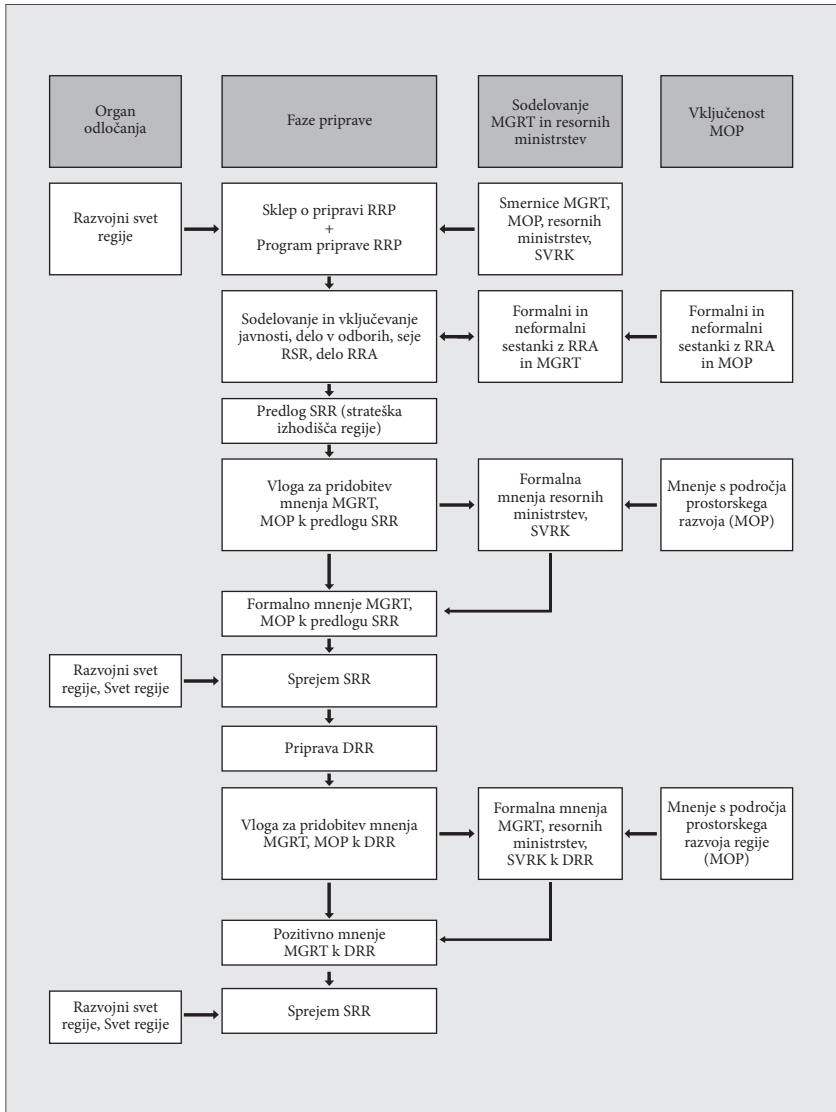 Organ
odločanja
Faze priprave
Sodelovanje
MGRT in resornih
ministrstev
Vključenost
MOP
Razvojni svet
regije
Sklep o pripravi RRP
+
Program priprave RRP
Smernice MGRT,
MOP, resornih
ministrstev,
SVRK
Sodelovanje in vključevanje
javnosti, delo v odborih, seje
RSR, delo RRA
Formalni in
neformalni
sestanki z RRA
in MGRT
Formalni in
neformalni
sestanki z RRA
in MOP
Predlog SRR (strateška
izhodišča regije)
Vloga za pridobitev
mnenja MGRT,
MOP k predlogu SRR
Formalna
mnenja resornih
ministrstev,
SVRK
Mnenje s področja
prostorskega
razvoja (MOP)
Formalno mnenje MGRT,
MOP k predlogu SRR
Razvojni svet
regije, Svet regije
Sprejem SRR
Priprava DRR
Vloga za pridobitev mnenja
MGRT, MOP k DRR
Formalna mnenja
MGRT, resornih
ministrstev,
SVRK k DRR
Mnenje s področja
prostorskega
razvoja regije
(MOP)
Pozitivno mnenje
MGRT k DRR
Razvojni svet
regije, Svet regije
Sprejem SRR